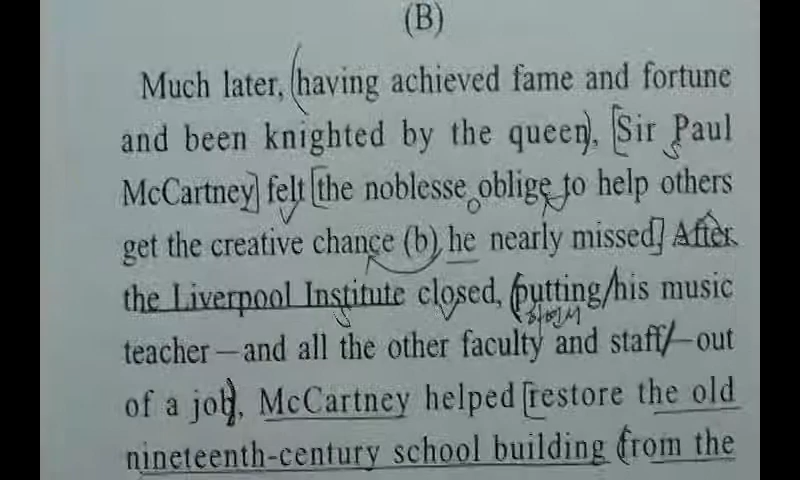 (B)
Much later, having achieved fame and fortune
and been knighted by the queen, Sir Paul
McCartney felt the noblesse oblige to help others
get the creative chance (b) he nearly missed. After
the Liverpool Institute closed, putting his music
teacher—and all the other faculty and staff—out
of a job, McCartney helped restore the old
nineteenth-century school building from the